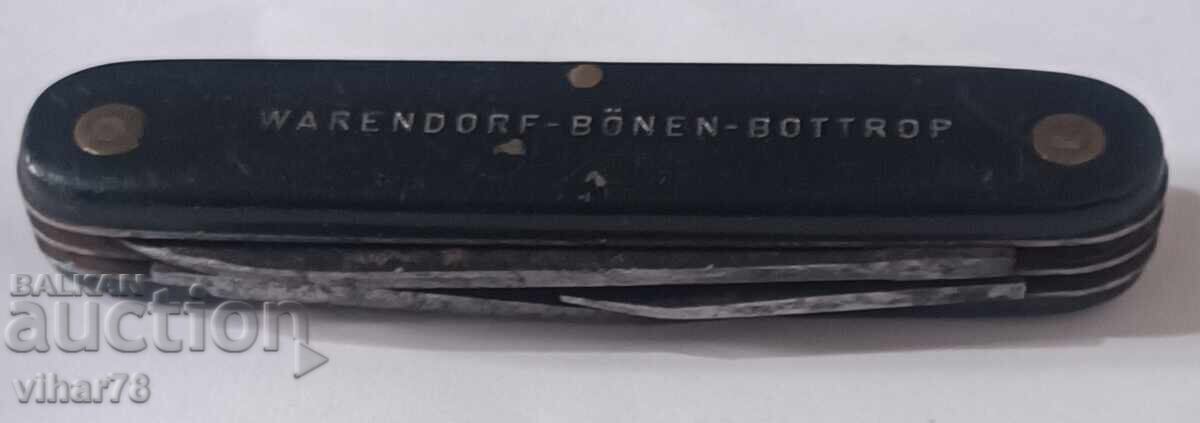 WARENDORF-BÖNEN-BOTTROP
BALKAN
auction
vihar78